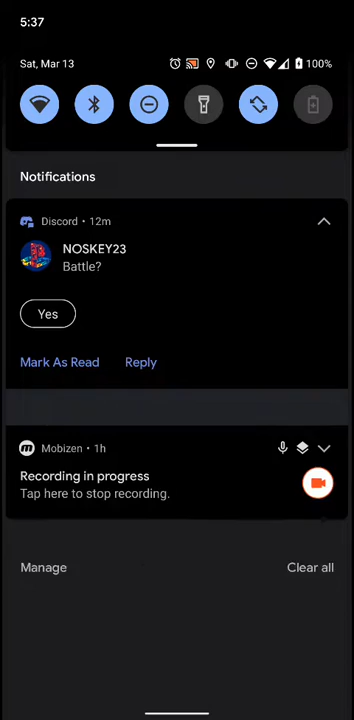 5:37
Sat, Mar 13
100%
Notifications
Discord • 12m
NOSKEY23
Battle?
Yes
Mark As Read
Reply
Mobizen • 1h
Recording in progress
Tap here to stop recording.
Manage
Clear all